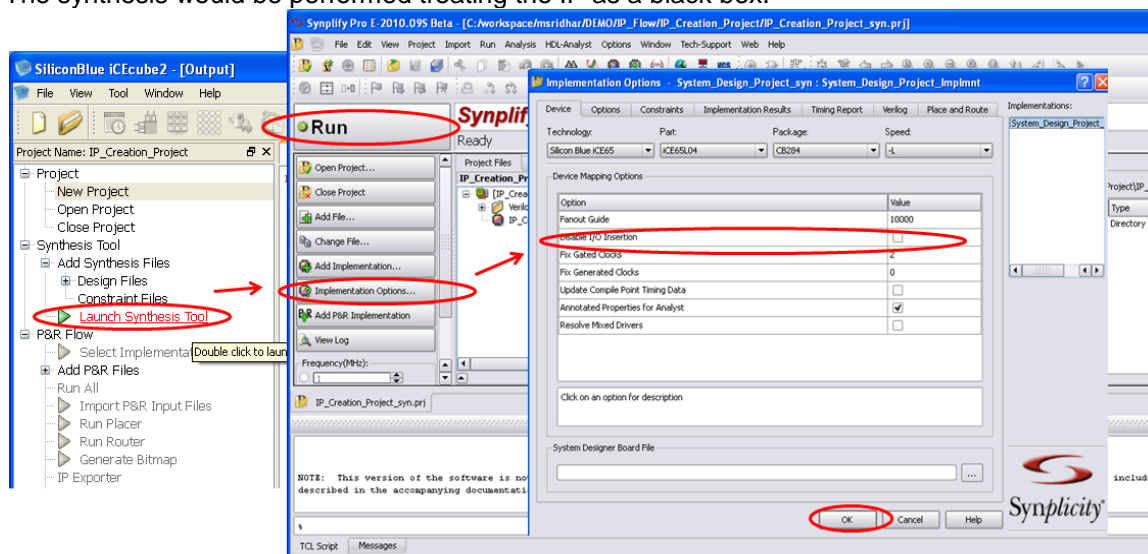 The synthesis would be performed treating the IP as a black box.
SiliconBlue iCEcube2 - [Output]
File View Tool Window Help
Project Name: IP_Creation_Project
Project
New Project
Open Project
Close Project
Synthesis Tool
Add Synthesis Files
Design Files
Constraint Files
Launch Synthesis Tool
P&R Flow
Select Implementat
Double click to laun
Add P&R Files
Run All
Import P&R Input Files
Run Placer
Run Router
Generate Bitmap
IP Exporter
Synplify Pro E-2010.09S Beta - [C:/workspace/msridhar/DEMO/IP_Flow/IP_Creation_Project/IP_Creation_Project_syn.prj]
File Edit View Project Import Run Analysis HDL-Analyst Options Window Tech-Support Web Help
Run
Synplif
Ready
Open Project...
Close Project
Add File...
Change File...
Add Implementation...
Implementation Options...
Add P&R Implementation
View Log
Frequency(MHz):
1
Project Files
IP_Creation_Pr
[IP_Crea
Verilo
IP_C
roject\IP_
Type
Directory
IP_Creation_Project_syn.prj
NOTE: This version of the software is no
described in the accompanying documentati
includ
%
TCL Script Messages
Implementation Options - System_Design_Project_syn : System_Design_Project_Implmnt
Device Options Constraints Implementation Results Timing Report Verilog Place and Route
Implementations:
System_Design_Project_
Technology: Part: Package: Speed:
Silicon Blue iCE65 iCE65L04 CB284 -L
Device Mapping Options
Option Value
Fanout Guide 10000
Disable I/O Insertion
Fix Gated Clocks 2
Fix Generated Clocks 0
Update Compile Point Timing Data
Annotated Properties for Analyst
Resolve Mixed Drivers
Click on an option for description
System Designer Board File
...
OK Cancel Help
Synplicity